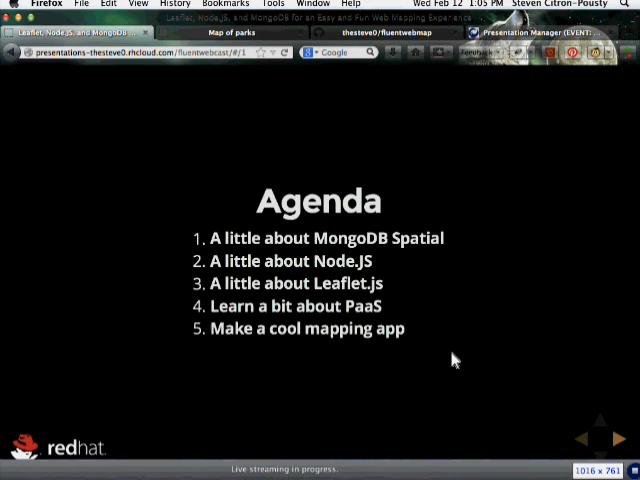 Firefox File Edit View History Bookmarks Tools Window Help Wed Feb 12 1:05 PM Steven Citron-Pousty
Leaflet, Node.JS, and MongoDB for an Easy and Fun Web Mapping Experience
Leaflet, Node.JS, and MongoDB ... Map of parks thesteve0/fluentwebmap Presentation Manager (EVENT: ...
presentations-thesteve0.rhcloud.com/fluentwebcast/#/1 Google Feedback
Agenda
1. A little about MongoDB Spatial
2. A little about Node.JS
3. A little about Leaflet.js
4. Learn a bit about PaaS
5. Make a cool mapping app
redhat.
Live streaming in progress.
1016 x 761